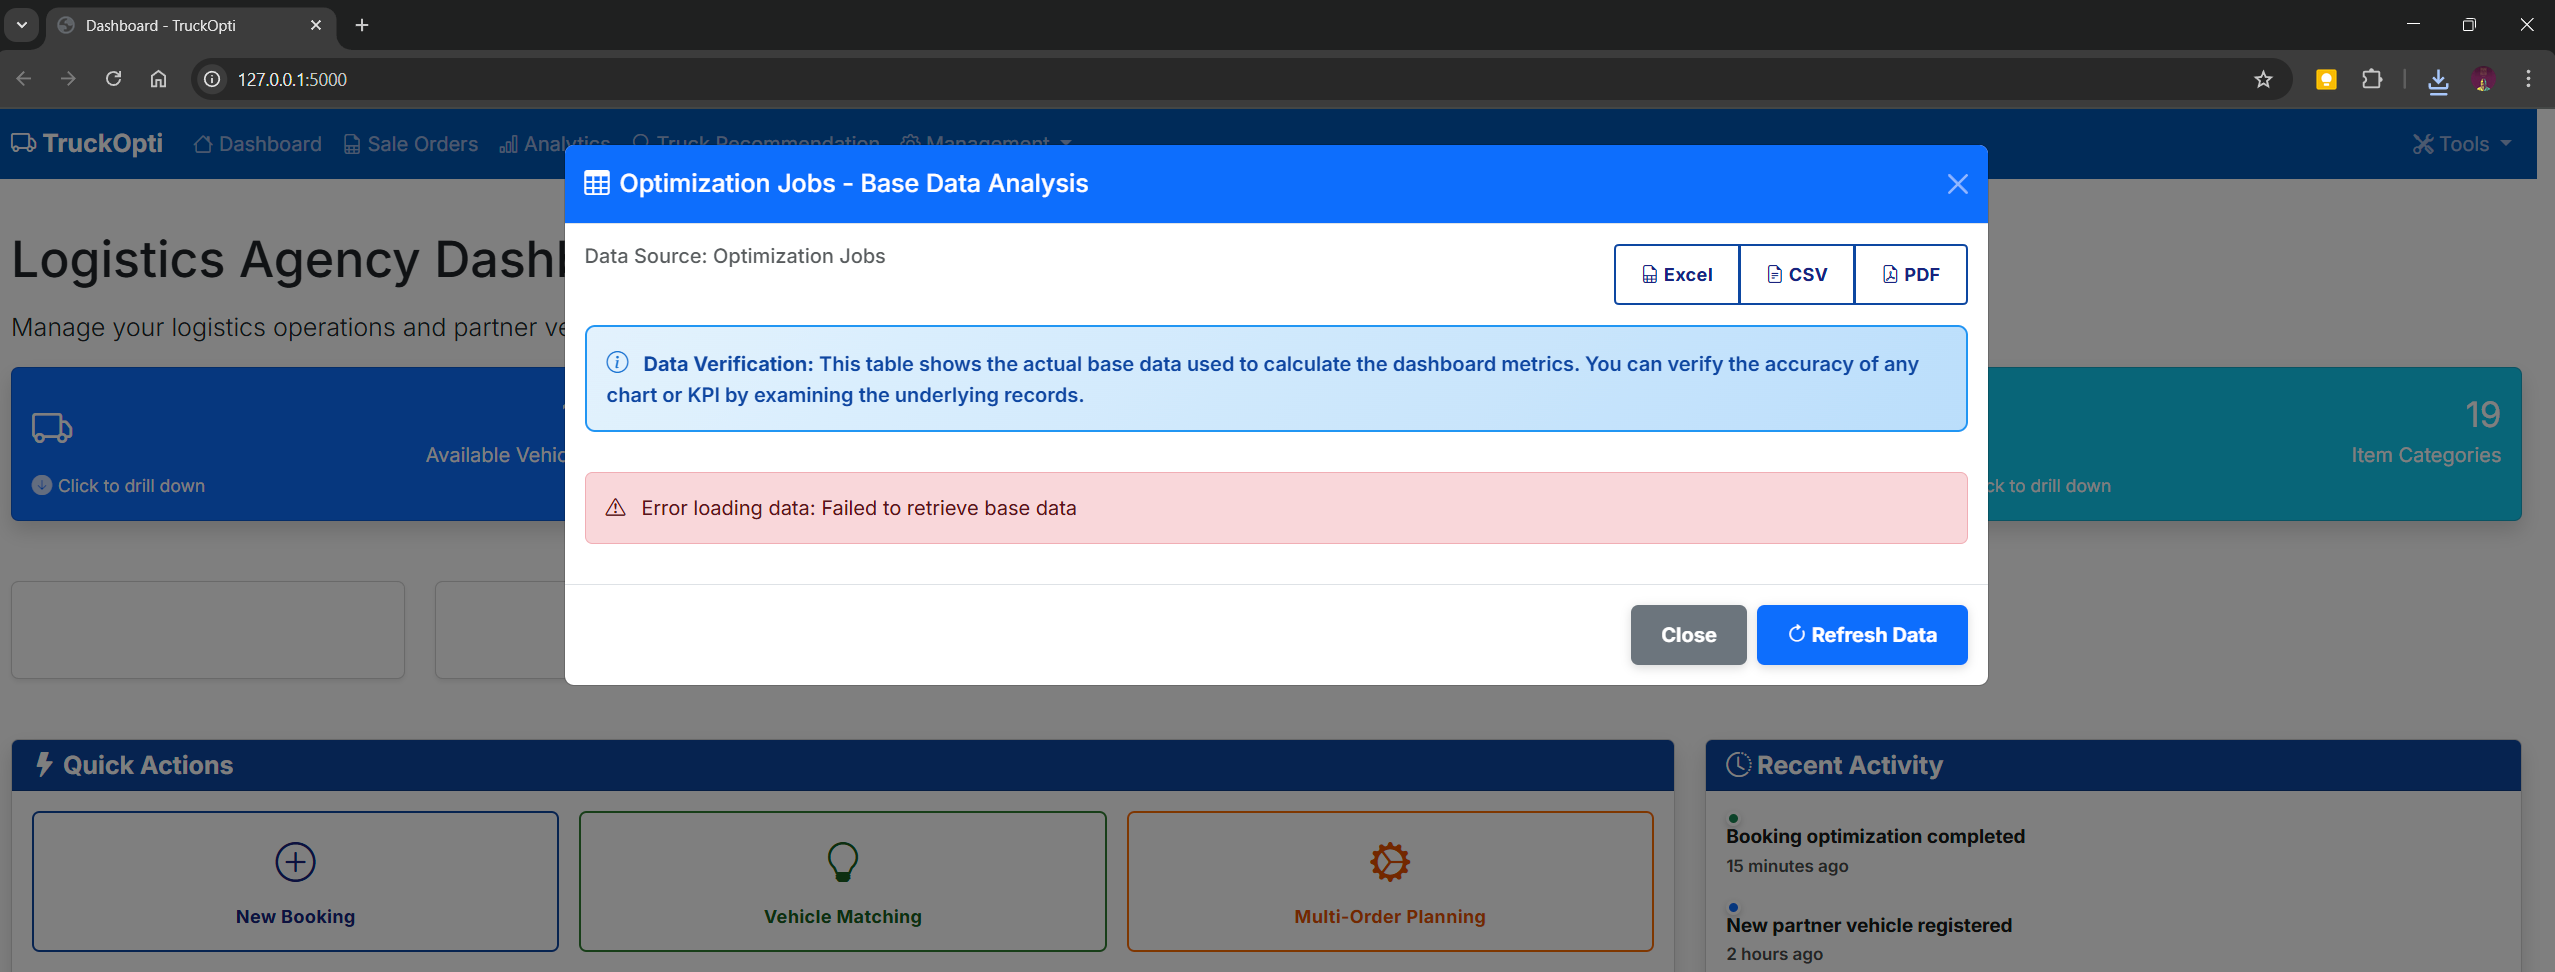 Dashboard - TruckOpti
127.0.0.1:5000
TruckOpti
Dashboard
Sale Orders
Analytics
Truck Recommendation
Management
Tools
Optimization Jobs - Base Data Analysis
Data Source: Optimization Jobs
Excel
CSV
PDF
Data Verification: This table shows the actual base data used to calculate the dashboard metrics. You can verify the accuracy of any
chart or KPI by examining the underlying records.
Error loading data: Failed to retrieve base data
Close
Refresh Data
Logistics Agency
Manage your logistics operations and partner
Available
Click to drill down
19
Item Categories
to drill down
Quick Actions
New Booking
Vehicle Matching
Multi-Order Planning
Recent Activity
Booking optimization completed
15 minutes ago
New partner vehicle registered
2 hours ago